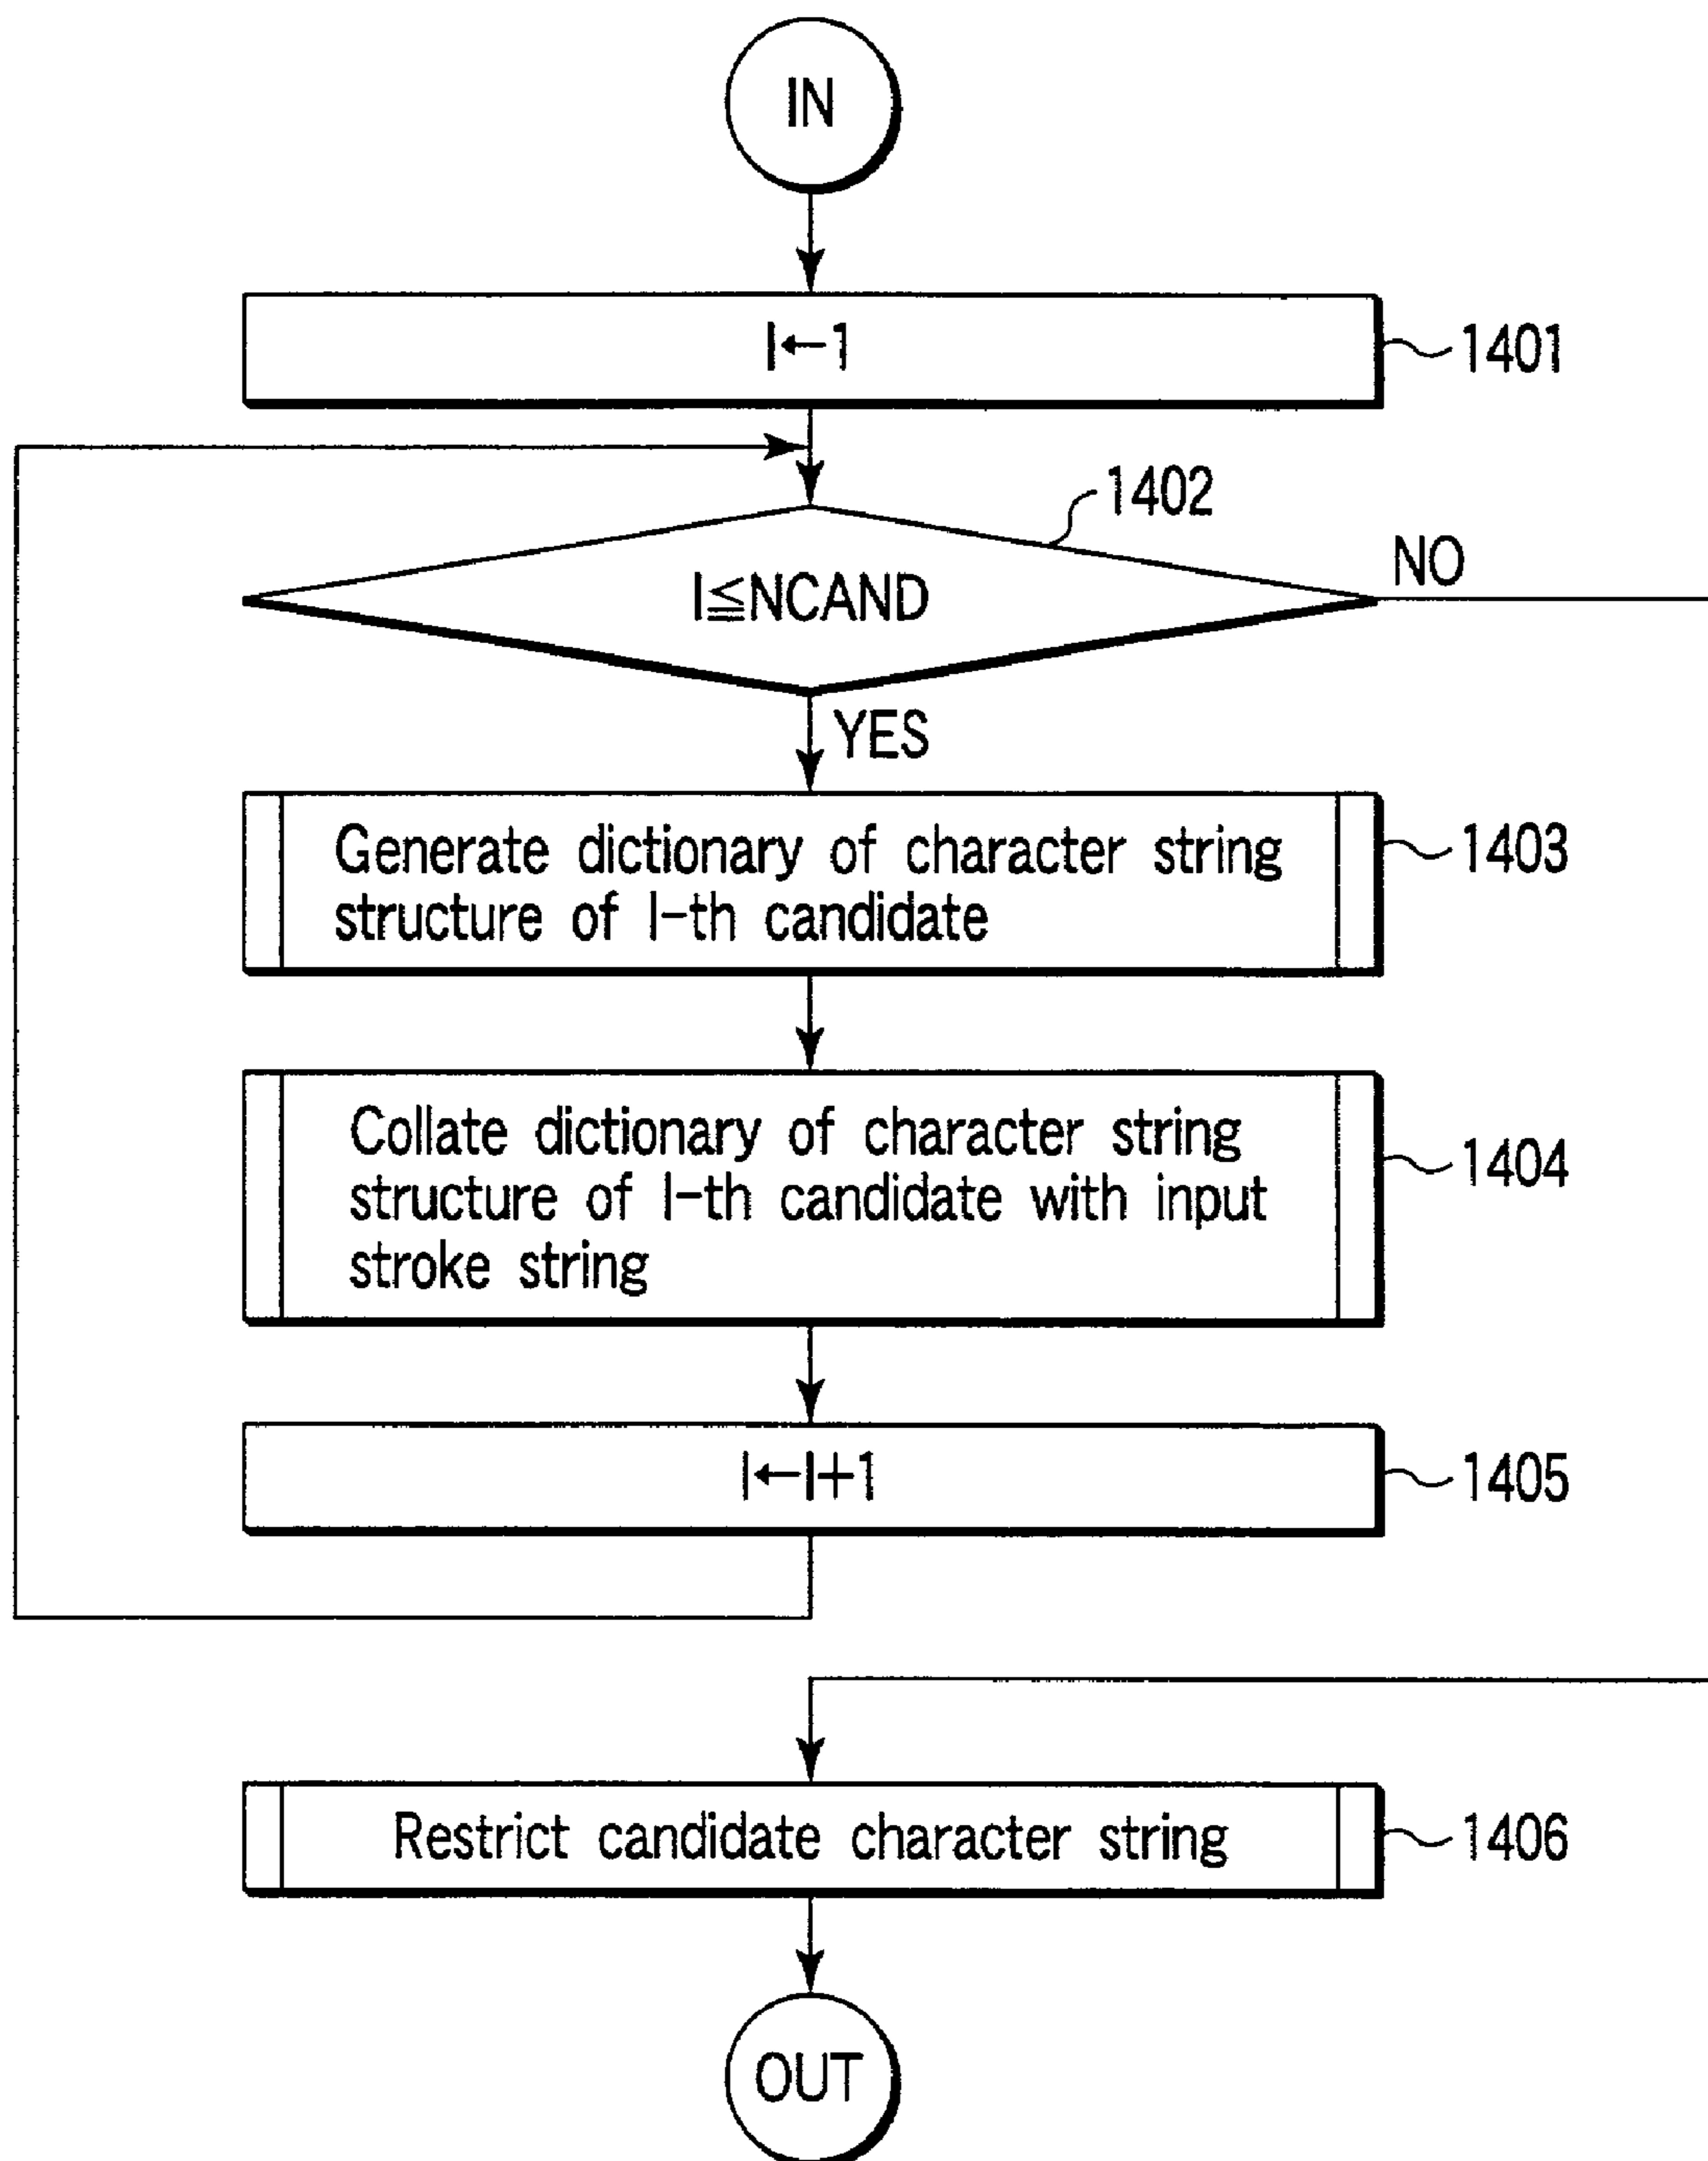 IN
I←1
1401
1402
I≦NCAND
NO
YES
Generate dictionary of character string
structure of I-th candidate
1403
Collate dictionary of character string
structure of I-th candidate with input
stroke string
1404
I←I+1
1405
Restrict candidate character string
1406
OUT